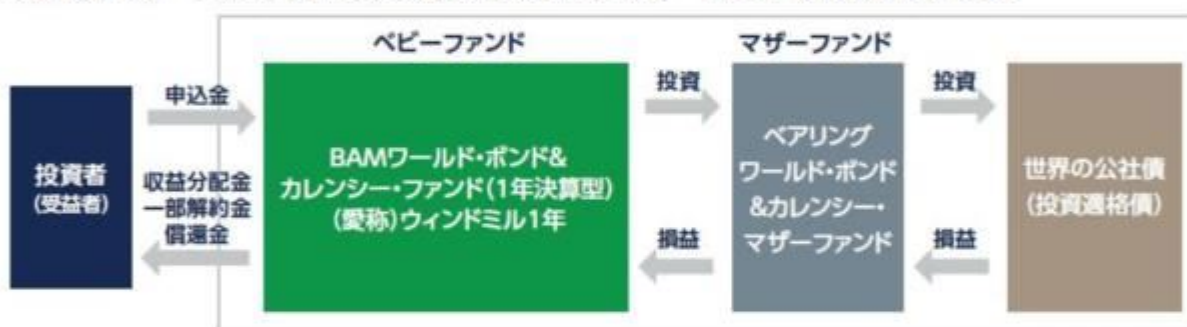 ベビーファンド
マザーファンド
申込金
投資
投資
投資者
(受益者)
収益分配金
一部解約金
償還金
BAMワールド・ボンド&
カレンシー・ファンド(1年決算型)
(愛称)ウィンドミル1年
ベアリング
ワールド・ボンド
&カレンシー・
マザーファンド
世界の公社債
(投資適格債)
損益
損益